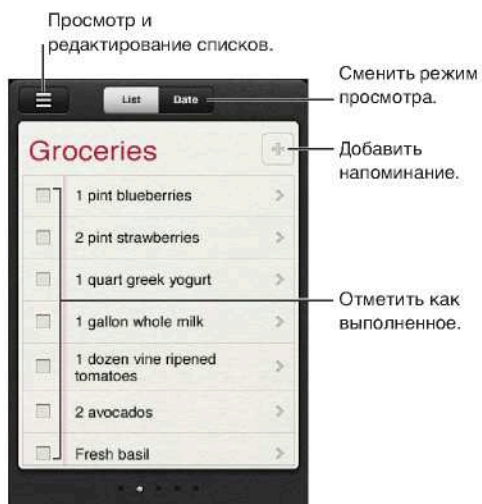 Просмотр и
редактирование списков.
Сменить режим
просмотра.
List
Date
Groceries
Добавить
напоминание.
1 pint blueberries
2 pint strawberries
1 quart greek yogurt
Отметить как
выполненное.
1 gallon whole milk
1 dozen vine ripened
tomatoes
2 avocados
Fresh basil